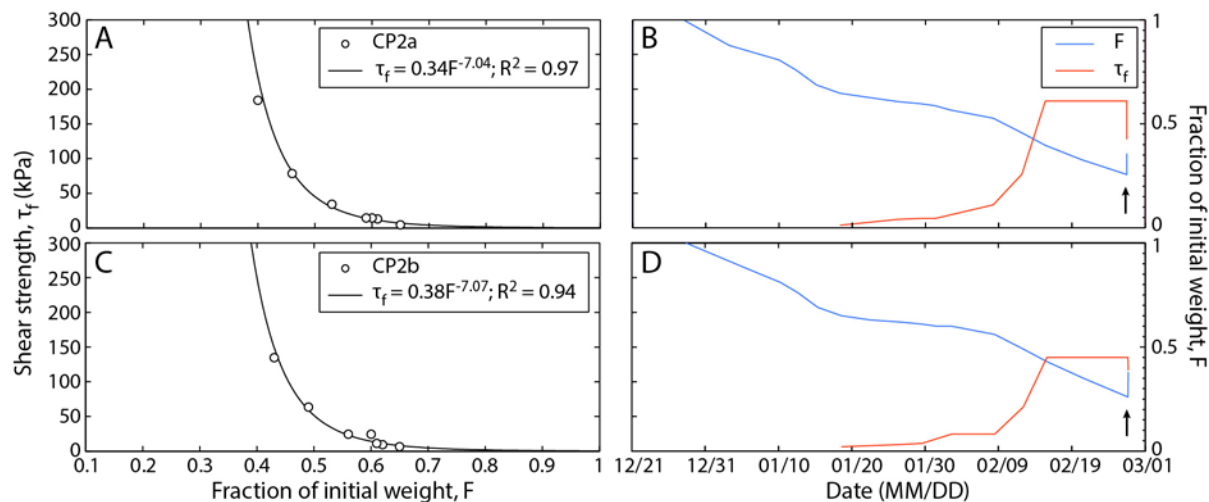 A
300
250
200
150
100
50
0
CP2a
τf = 0.34F-7.04; R2 = 0.97
B
F
τf
1
0.5
0
C
300
250
200
150
100
50
0
CP2b
τf = 0.38F-7.07; R2 = 0.94
D
1
0.5
0
Shear strength, τf (kPa)
Fraction of initial weight, F
0.1 0.2 0.3 0.4 0.5 0.6 0.7 0.8 0.9 1
Fraction of initial weight, F
12/21 12/31 01/10 01/20 01/30 02/09 02/19 03/01
Date (MM/DD)